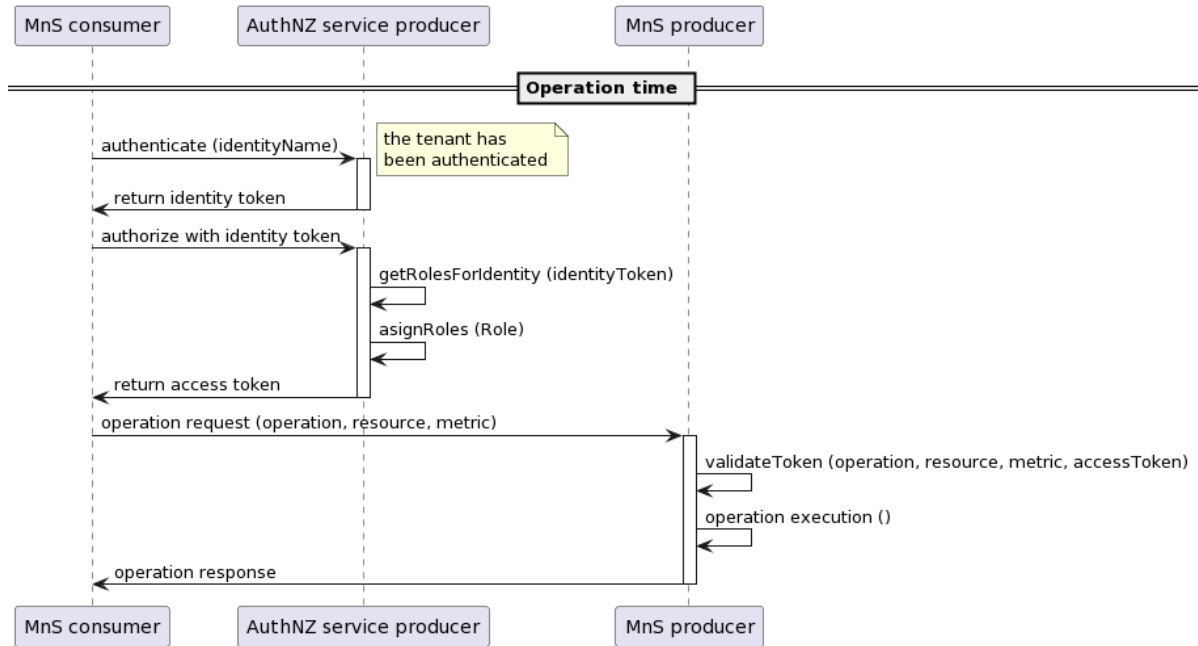 MnS consumer
AuthNZ service producer
MnS producer
Operation time
authenticate (identityName)
the tenant has
been authenticated
return identity token
authorize with identity token
getRolesForIdentity (identityToken)
asignRoles (Role)
return access token
operation request (operation, resource, metric)
validateToken (operation, resource, metric, accessToken)
operation execution ()
operation response
MnS consumer
AuthNZ service producer
MnS producer